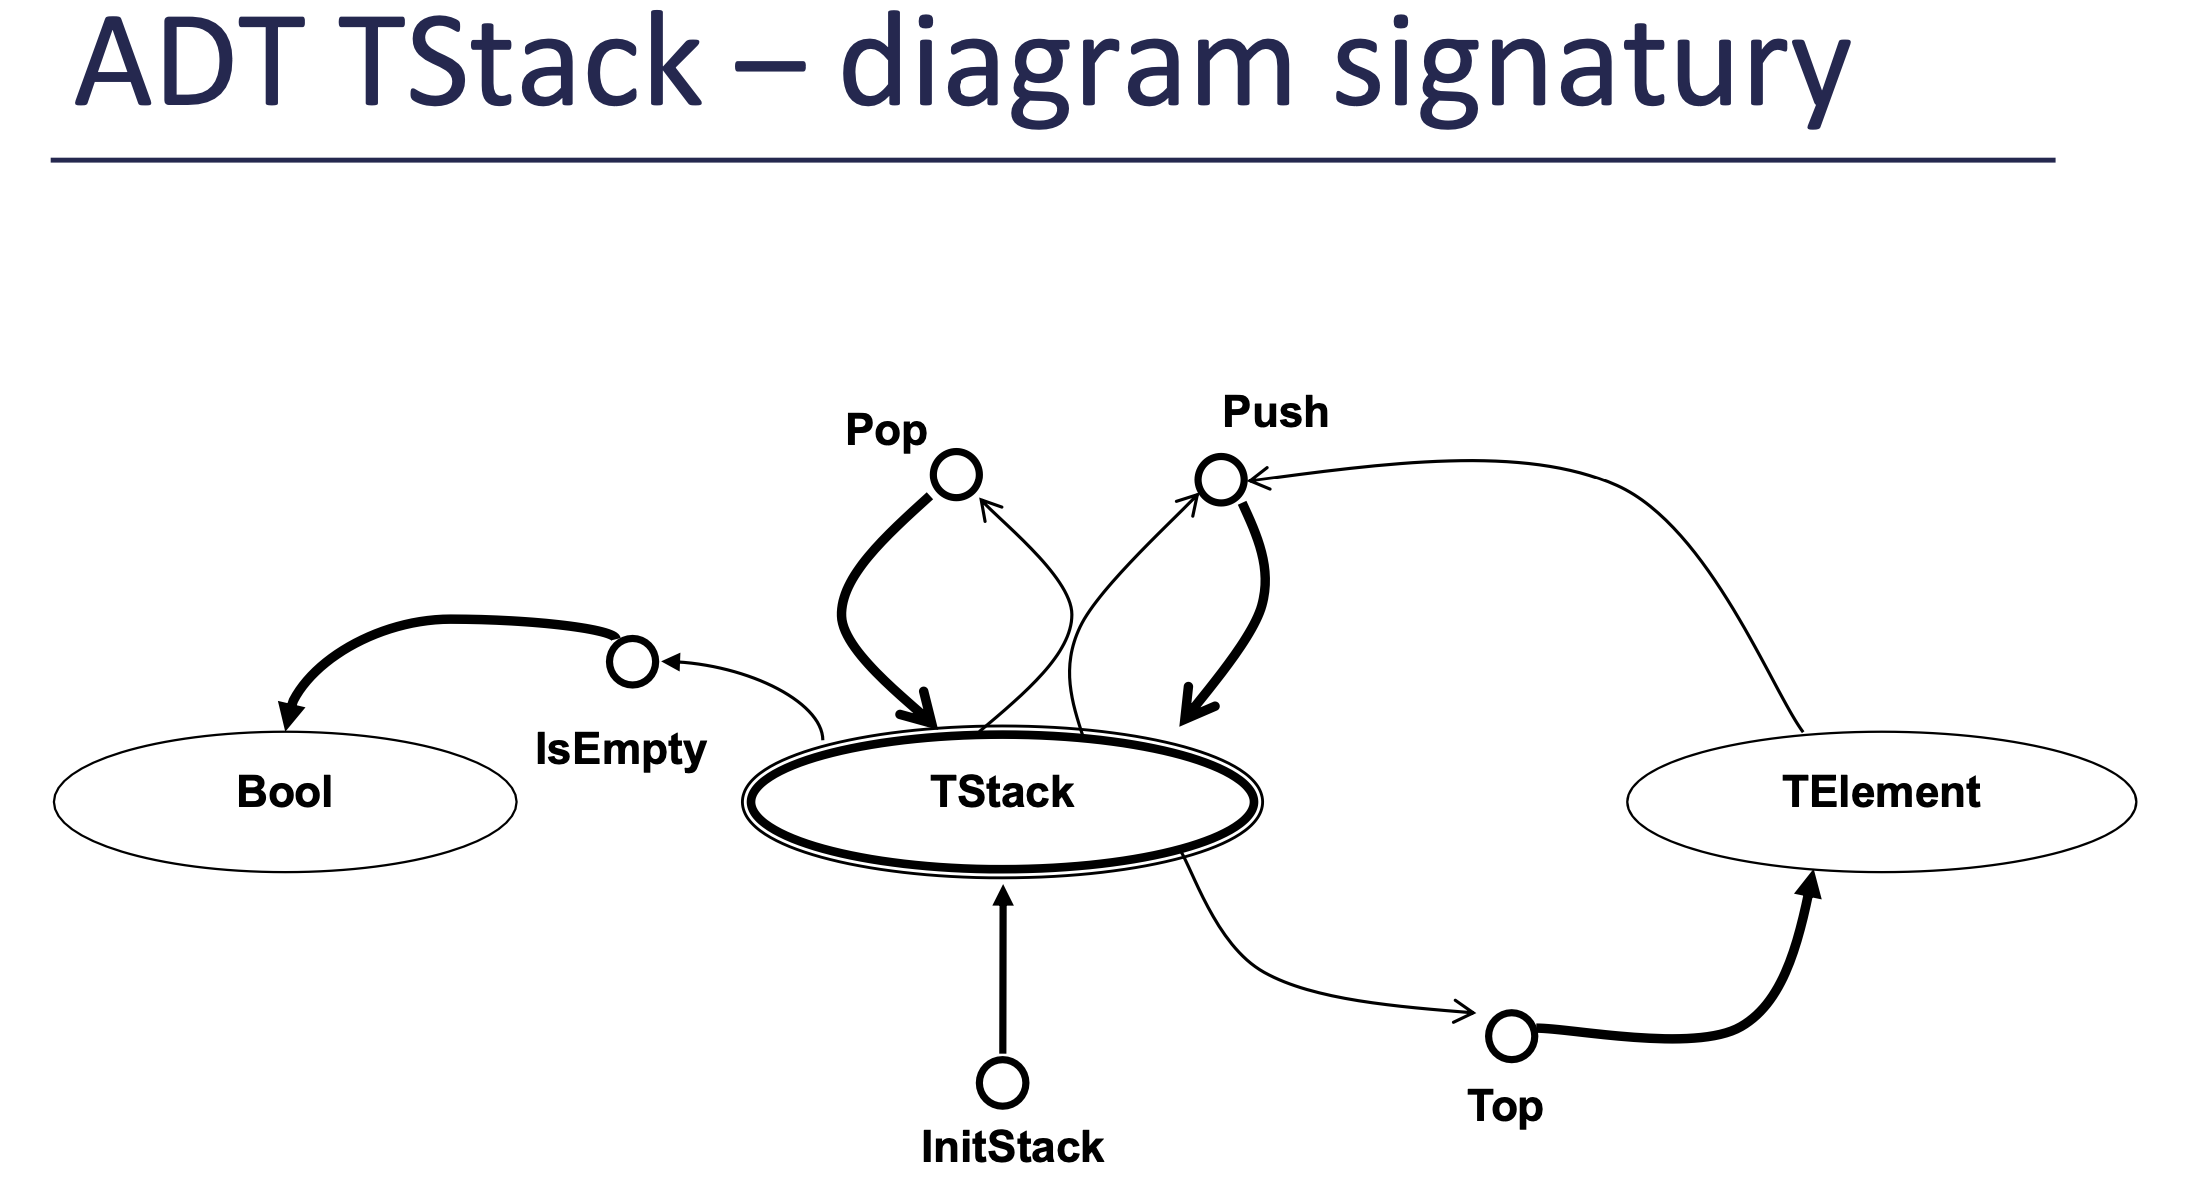 ADT TStack – diagram signatury
Push
Pop
IsEmpty
Bool
TStack
TElement
Top
InitStack